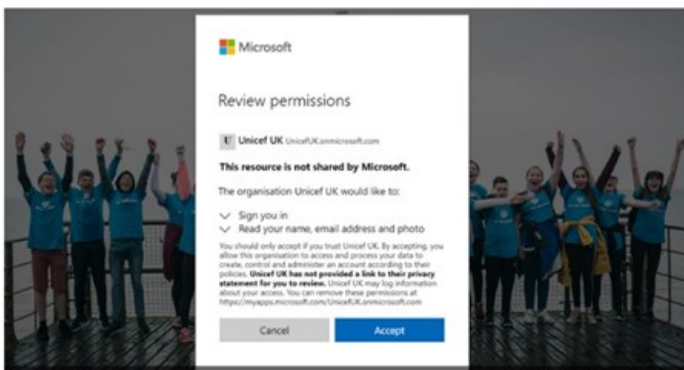 Microsoft
Review permissions
U Unicef UK UnicefUK.onmicrosoft.com
This resource is not shared by Microsoft.
The organisation Unicef UK would like to:
Sign you in
Read your name, email address and photo
You should only accept if you trust Unicef UK. By accepting, you
allow this organisation to access and process your data to
create, control and administer an account according to their
policies. Unicef UK has not provided a link to their privacy
statement for you to review. Unicef UK may log information
about your access. You can remove these permissions at
https://myapps.microsoft.com/UnicefUK.onmicrosoft.com
Cancel
Accept